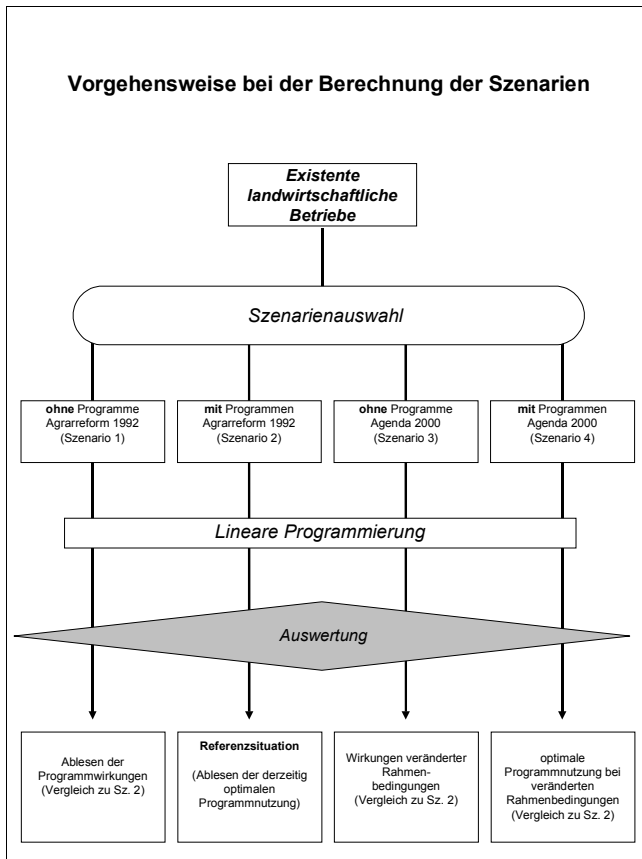 Vorgehensweise bei der Berechnung der Szenarien
Existente
landwirtschaftliche
Betriebe
Szenarienauswahl
ohne Programme
Agrarreform 1992
(Szenario 1)
mit Programmen
Agrarreform 1992
(Szenario 2)
ohne Programme
Agenda 2000
(Szenario 3)
mit Programmen
Agenda 2000
(Szenario 4)
Lineare Programmierung
Auswertung
Ablesen der
Programmwirkungen
(Vergleich zu Sz. 2)
Referenzsituation
(Ablesen der derzeitig
optimalen
Programmnutzung)
Wirkungen veränderter
Rahmen-
bedingungen
(Vergleich zu Sz. 2)
optimale
Programmnutzung bei
veränderten
Rahmenbedingungen
(Vergleich zu Sz. 2)